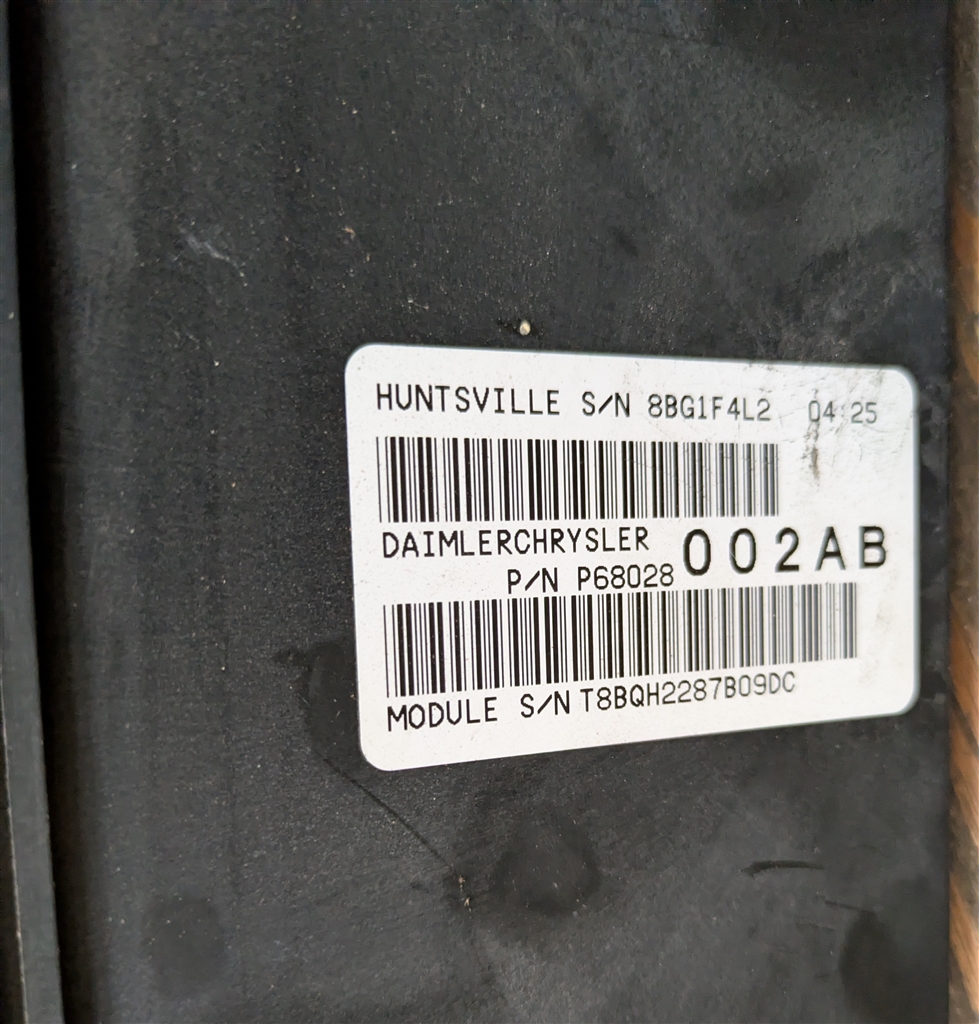 HUNTSVILLE S/N 8BG1F4L2 04:25
DAIMLERCHRYSLER
P/N P68028 002AB
MODULE S/N T8BQH2287B09DC